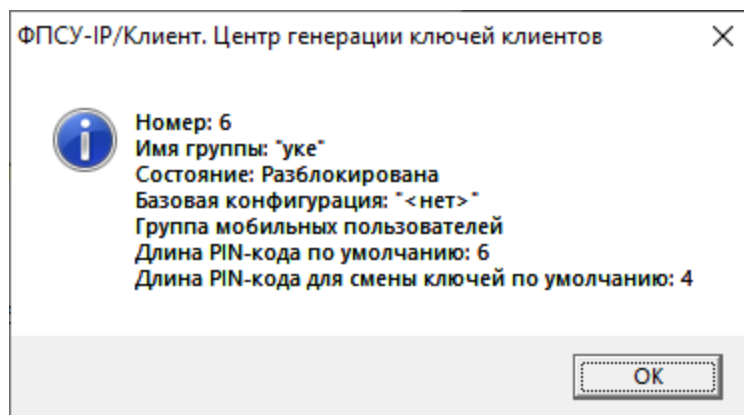 ФПСУ-IP/Клиент. Центр генерации ключей клиентов
Номер: 6
Имя группы: "уке"
Состояние: Разблокирована
Базовая конфигурация: "<нет>"
Группа мобильных пользователей
Длина PIN-кода по умолчанию: 6
Длина PIN-кода для смены ключей по умолчанию: 4
OK